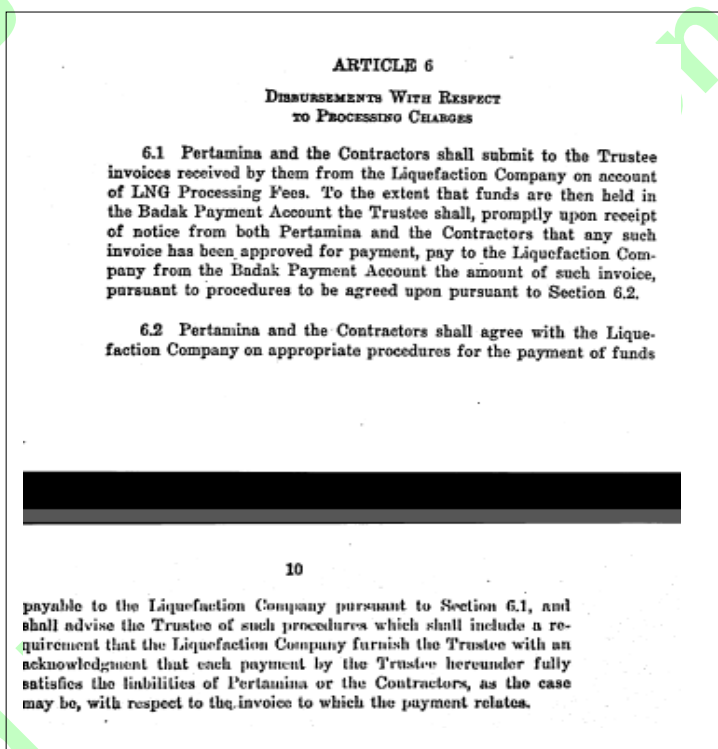 ARTICLE 6
DISBURSEMENTS WITH RESPECT
TO PROCESSING CHARGES
6.1 Pertamina and the Contractors shall submit to the Trustee
invoices received by them from the Liquefaction Company on account
of LNG Processing Fees. To the extent that funds are then held in
the Badak Payment Account the Trustee shall, promptly upon receipt
of notice from both Pertamina and the Contractors that any such
invoice has been approved for payment, pay to the Liquefaction Com-
pany from the Badak Payment Account the amount of such invoice,
pursuant to procedures to be agreed upon pursuant to Section 6.2.
6.2 Pertamina and the Contractors shall agree with the Lique-
faction Company on appropriate procedures for the payment of funds
10
payable to the Liquefaction Company pursuant to Section 6.1, and
shall advise the Trustee of such procedures which shall include a re-
quirement that the Liquefaction Company furnish the Trustee with an
acknowledgment that each payment by the Trustee hereunder fully
satisfies the liabilities of Pertamina or the Contractors, as the case
may be, with respect to the invoice to which the payment relates.